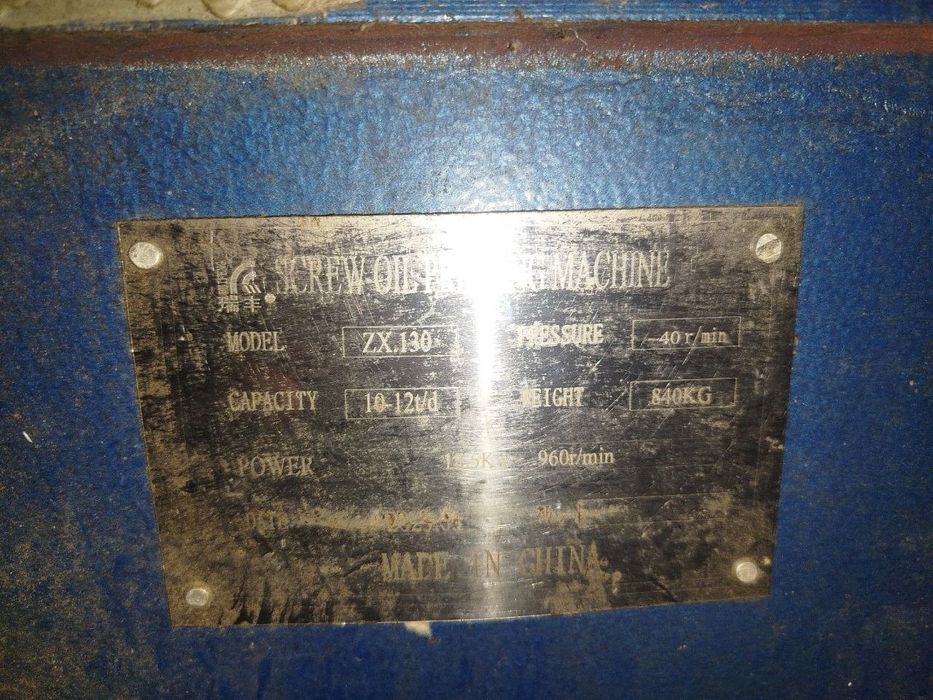 瑞丰® SCREW OIL MACHINE
MODEL ZX.130 PRESSURE ~40 r/min
CAPACITY 10-12t/d WEIGHT 840KG
POWER 960r/min
DATE
MADE IN CHINA